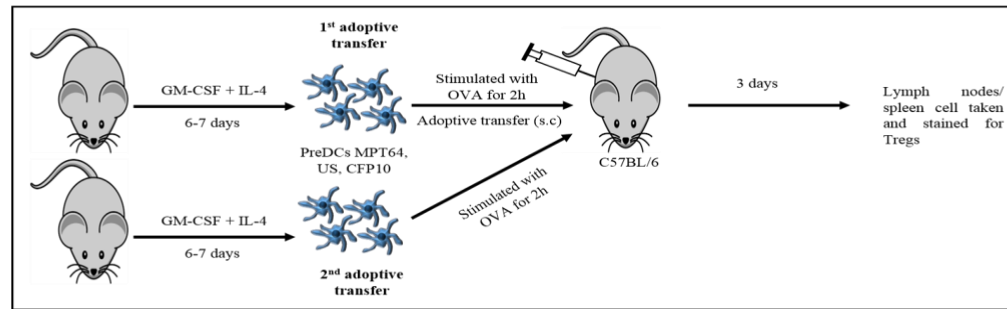 1st adoptive
transfer
GM-CSF + IL-4
6-7 days
Stimulated with
OVA for 2h
Adoptive transfer (s.c)
3 days
Lymph nodes/
spleen cell taken
and stained for
Tregs
PreDCs MPT64,
US, CFP10
C57BL/6
Stimulated with
OVA for 2h
GM-CSF + IL-4
6-7 days
2nd adoptive
transfer